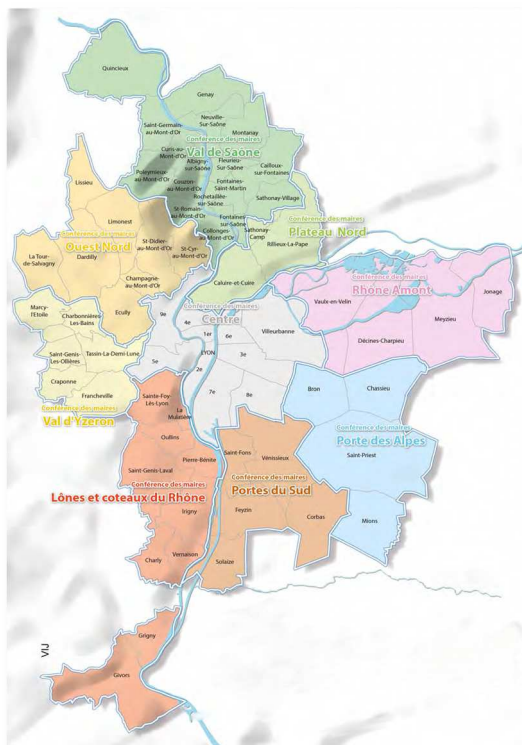 Quincieux
Genay
Neuville-
Sur-Saône
Saint-Germain-
au-Mont-d'Or
Montanay
Conférence des maires
Val de Saône
Curis-au-
Mont-d'Or
Albigny-
sur-Saône
Fleurieu-
Sur-Saône
Cailloux-
sur-Fontaines
Poleymieux-
au-Mont-d'Or
Couzon-
au-Mont-d'Or
Fontaines-
Saint-Martin
Rochetaillée-
sur-Saône
Sathonay-Village
St-Romain-
au-Mont-d'Or
Fontaines-
sur-Saône
Collonges-
au-Mont-d'Or
Sathonay-
Camp
Conférence des maires
Plateau Nord
Rillieux-La-Pape
Caluire-et-Cuire
Lissieu
Limonest
Conférence des maires
Ouest Nord
La Tour-
de-Salvagny
Dardilly
St-Didier-
au-Mont-d'Or
St-Cyr-
au-Mont-d'Or
Champagne-
au-Mont-d'Or
Ecully
Marcy-
l'Etoile
Charbonnières-
Les-Bains
Saint-Genis-
Les-Ollières
Tassin-La-Demi-Lune
Craponne
Francheville
Conférence des maires
Val d'Yzeron
Conférence des maires
Centre
9e
4e
1er
6e
Villeurbanne
LYON
5e
2e
3e
7e
8e
Conférence des maires
Rhône Amont
Vaulx-en-Velin
Jonage
Meyzieu
Décines-Charpieu
Bron
Chassieu
Conférence des maires
Porte des Alpes
Saint-Priest
Mions
Sainte-Foy-
Lès-Lyon
La
Mulatière
Oullins
Pierre-Bénite
Saint-Genis-Laval
Conférence des maires
Lônes et coteaux du Rhône
Irigny
Charly
Vernaison
Saint-Fons
Vénissieux
Conférence des maires
Portes du Sud
Feyzin
Corbas
Solaize
Grigny
Givors
VIJ